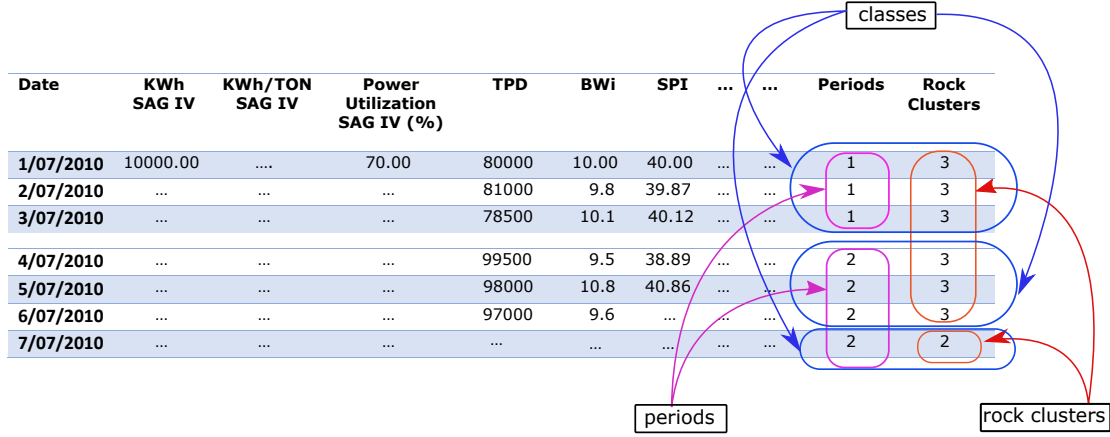 classes
Date KWh KWh/TON Power TPD BWi SPI ... ... Periods Rock
SAG IV SAG IV Utilization Clusters
SAG IV (%)
1/07/2010 10000.00 .... 70.00 80000 10.00 40.00 ... ... 1 3
2/07/2010 ... ... ... 81000 9.8 39.87 ... ... 1 3
3/07/2010 ... ... ... 78500 10.1 40.12 ... ... 1 3
4/07/2010 ... ... ... 99500 9.5 38.89 ... ... 2 3
5/07/2010 ... ... ... 98000 10.8 40.86 ... ... 2 3
6/07/2010 ... ... ... 97000 9.6 ... ... ... 2 3
7/07/2010 ... ... ... ... ... ... ... ... 2 2
periods rock clusters